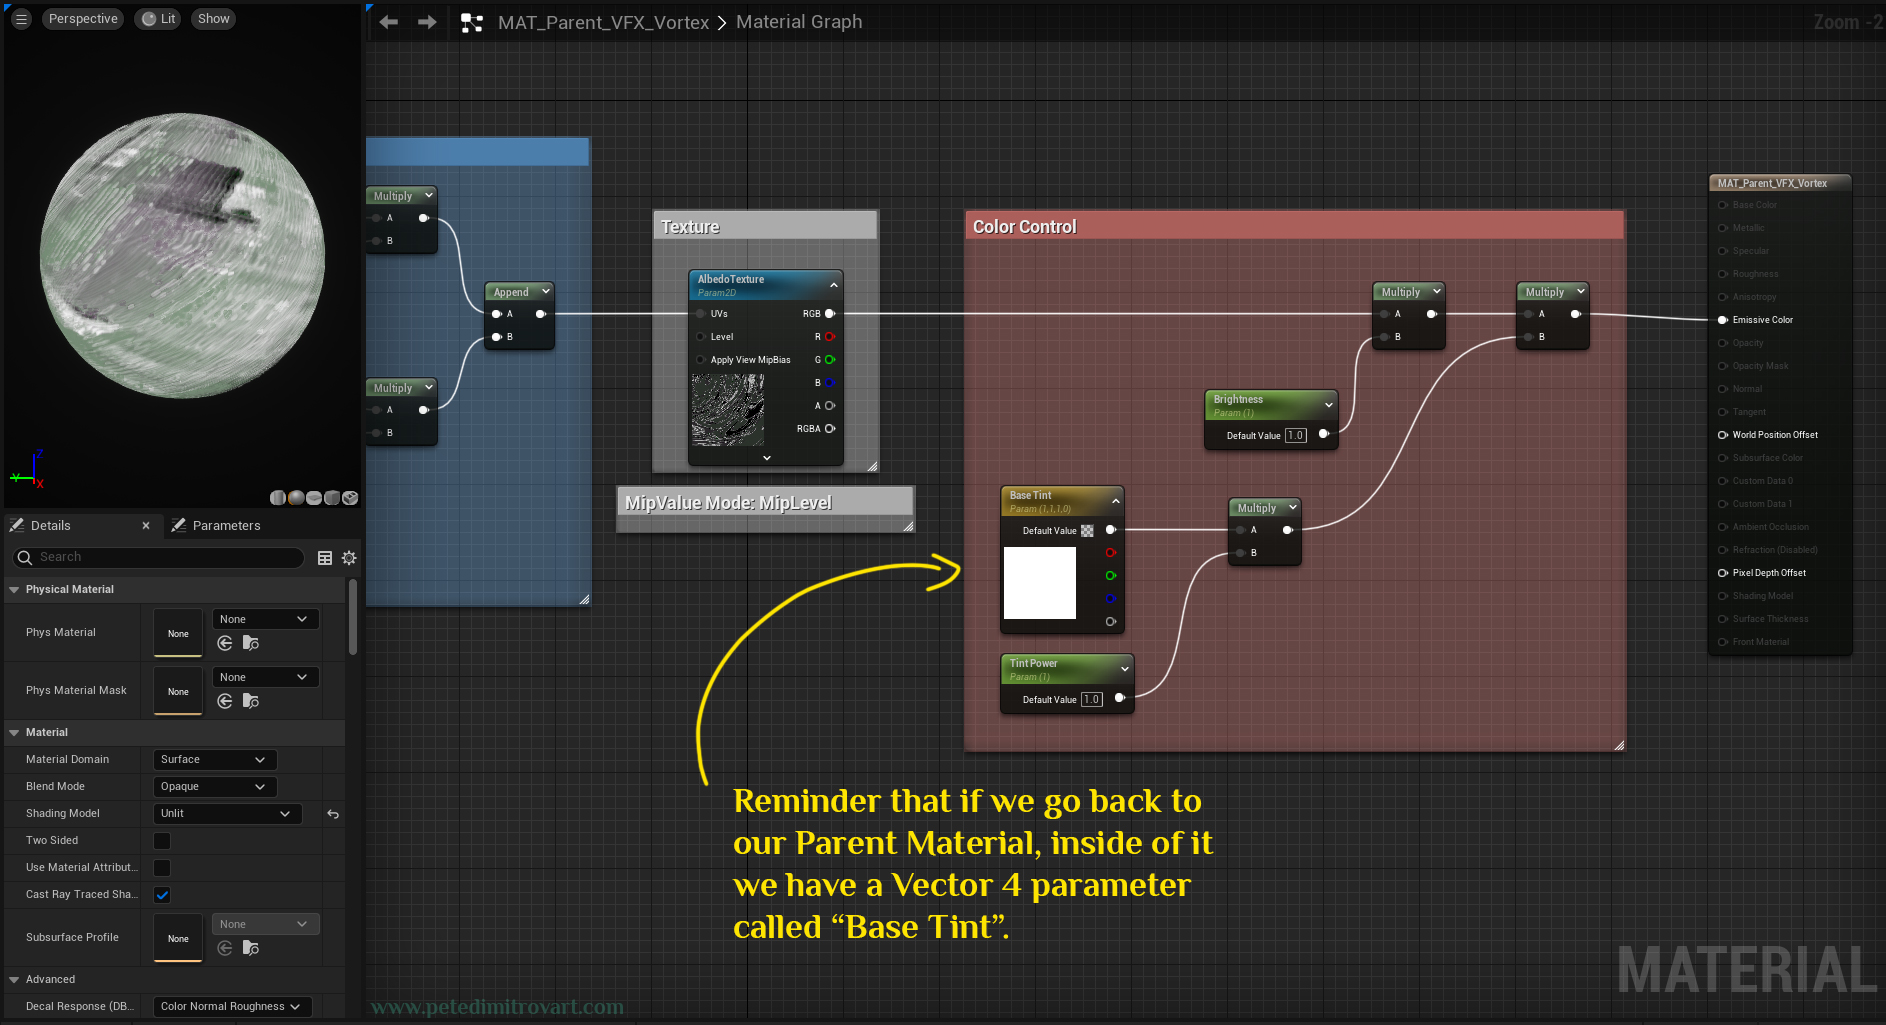 Perspective
Lit
Show
MAT_Parent_VFX_Vortex > Material Graph
Zoom -2
Multiply
A
B
Multiply
A
B
Append
A
B
Texture
AlbedoTexture
Param2D
UVs
RGB
Level
R
Apply View MipBias
G
B
A
RGBA
MipValue Mode: MipLevel
Color Control
Multiply
A
B
Multiply
A
B
Brightness
Param (1)
Default Value 1.0
Base Tint
Param (1,1,1,0)
Default Value
Multiply
A
B
Tint Power
Param (1)
Default Value 1.0
MAT_Parent_VFX_Vortex
Base Color
Metallic
Specular
Roughness
Anisotropy
Emissive Color
Opacity
Opacity Mask
Normal
Tangent
World Position Offset
Subsurface Color
Custom Data 0
Custom Data 1
Ambient Occlusion
Refraction (Disabled)
Pixel Depth Offset
Shading Model
Surface Thickness
Front Material
Z
Y
X
Details
Parameters
Search
Physical Material
Phys Material
None
None
Phys Material Mask
None
None
Material
Material Domain
Surface
Blend Mode
Opaque
Shading Model
Unlit
Two Sided
Use Material Attribut...
Cast Ray Traced Sha...
Subsurface Profile
None
None
Advanced
Decal Response (DB...
Color Normal Roughness
Reminder that if we go back to
our Parent Material, inside of it
we have a Vector 4 parameter
called “Base Tint”.
www.petedimitrovart.com
MATERIAL